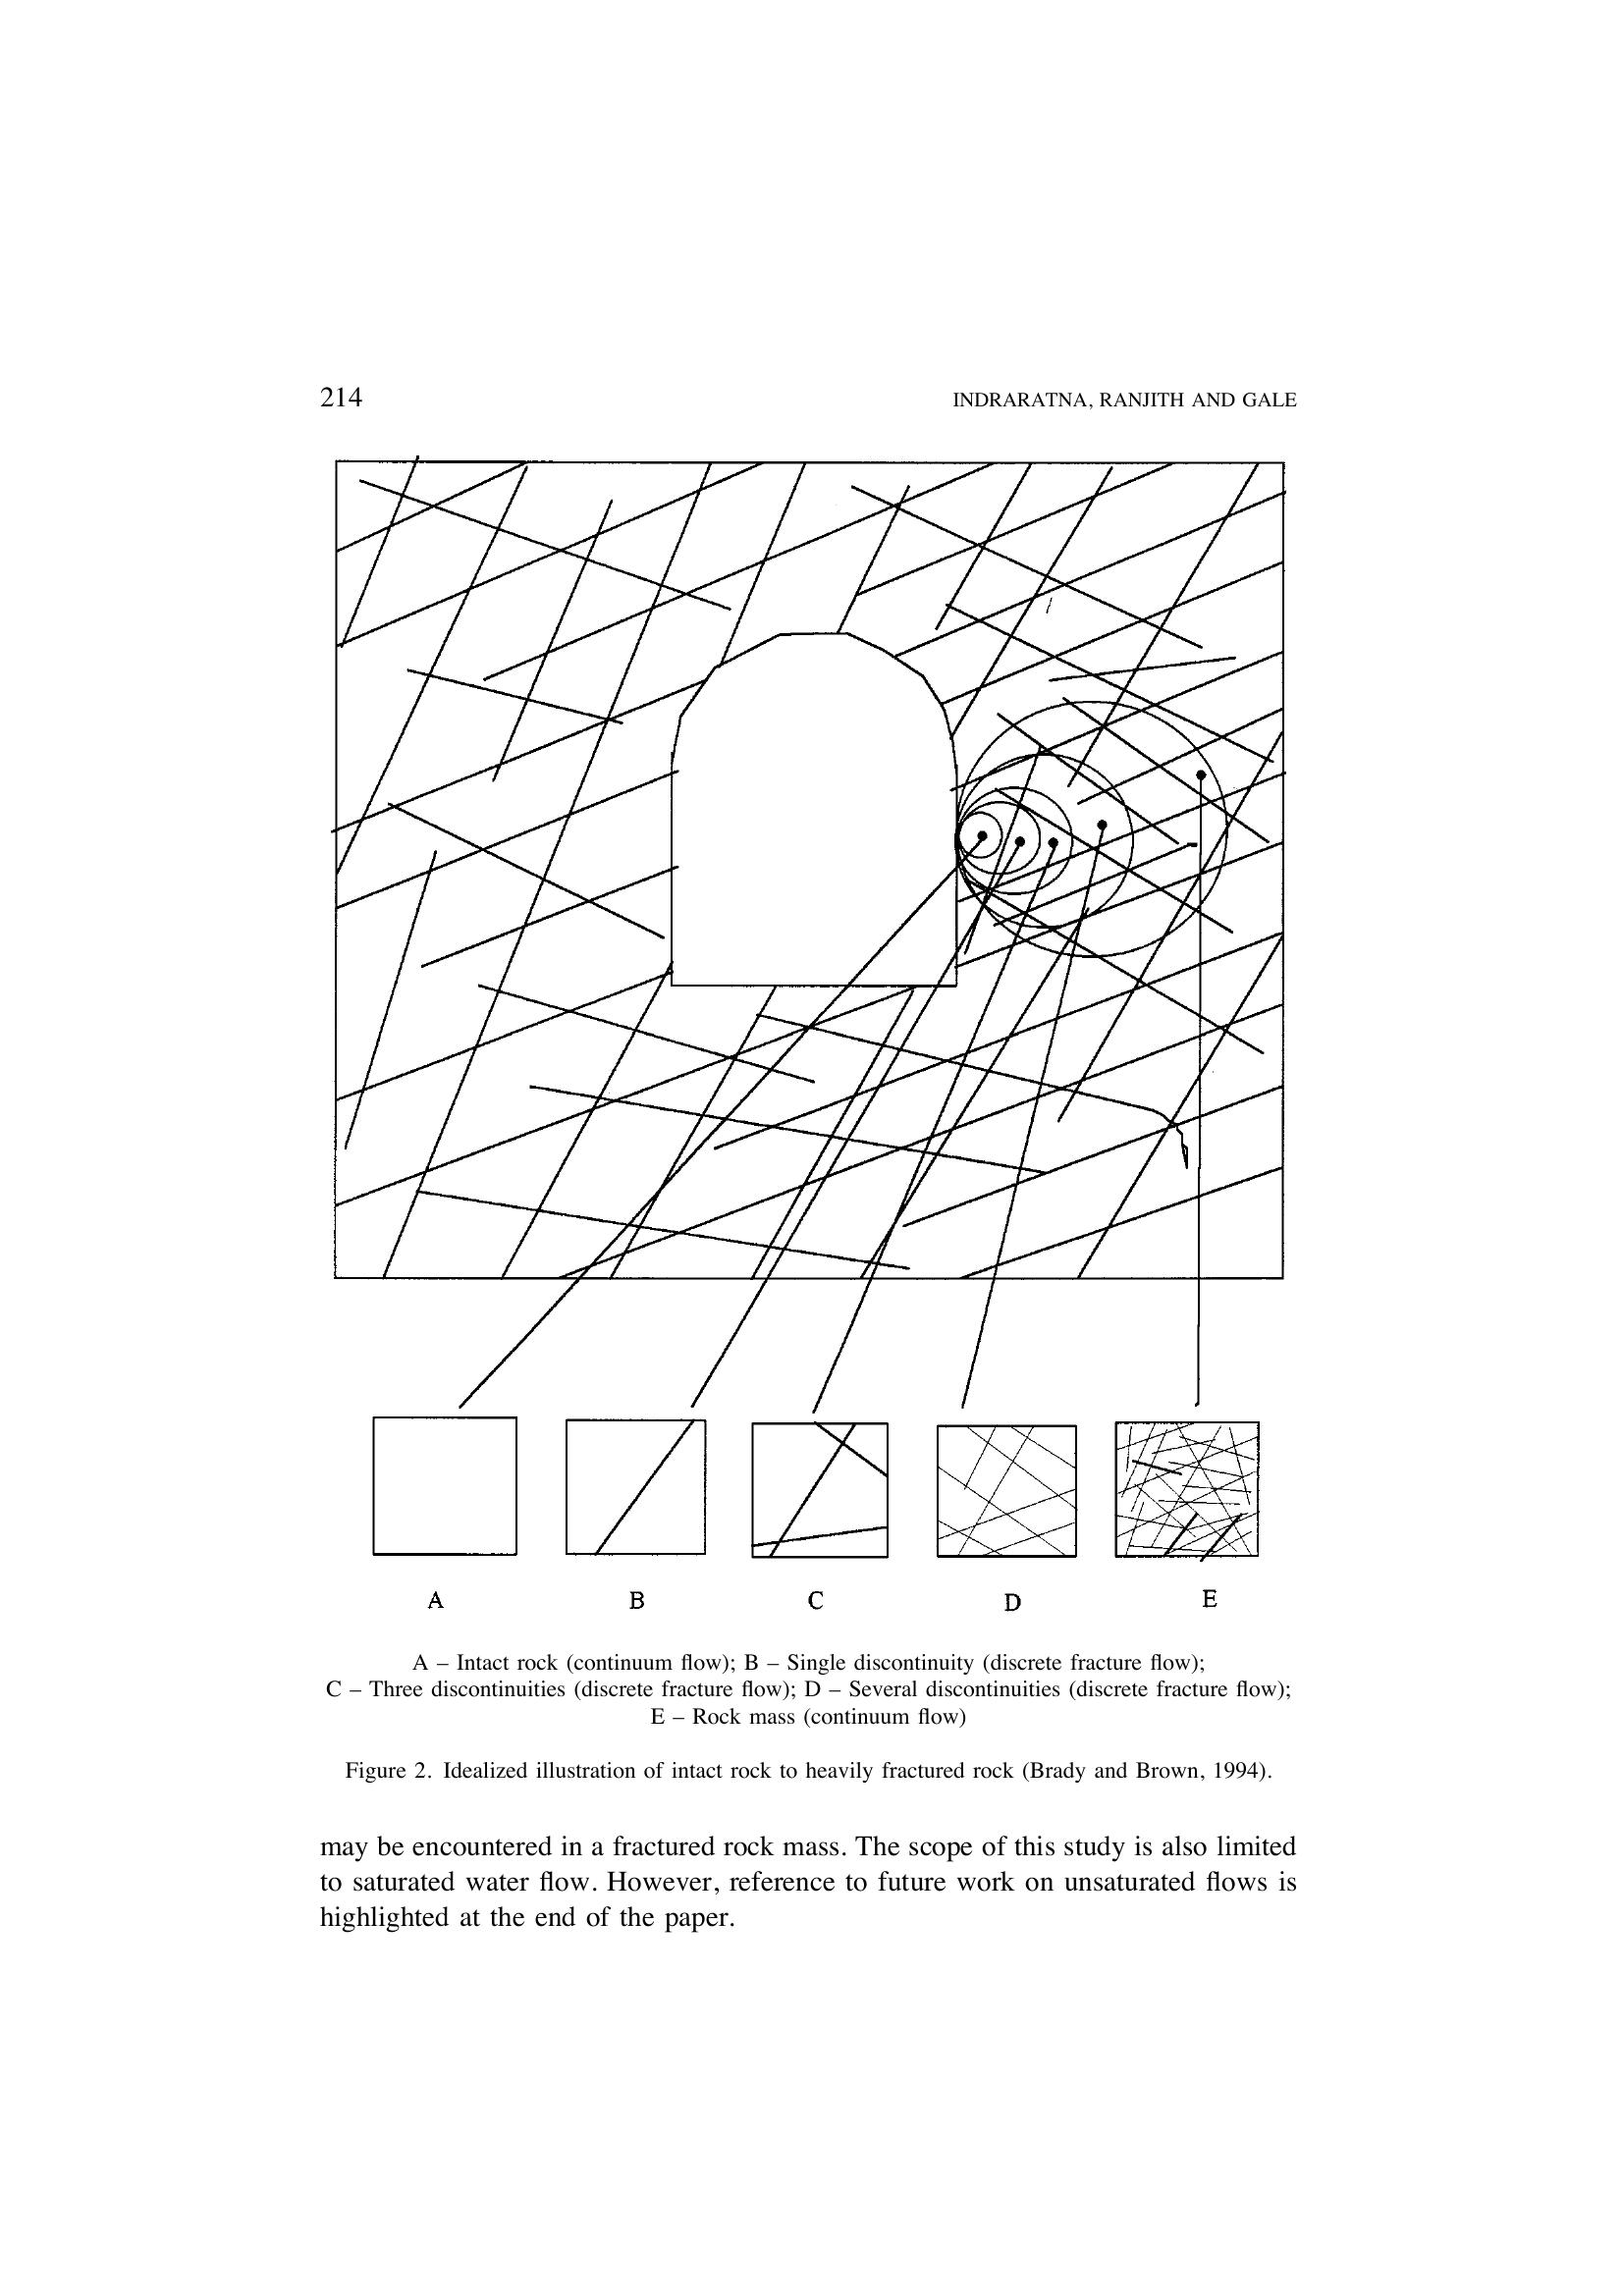 214
INDRARATNA, RANJITH AND GALE
A
B
C
D
E
A – Intact rock (continuum flow); B – Single discontinuity (discrete fracture flow);
C – Three discontinuities (discrete fracture flow); D – Several discontinuities (discrete fracture flow);
E – Rock mass (continuum flow)
Figure 2. Idealized illustration of intact rock to heavily fractured rock (Brady and Brown, 1994).
may be encountered in a fractured rock mass. The scope of this study is also limited
to saturated water flow. However, reference to future work on unsaturated flows is
highlighted at the end of the paper.